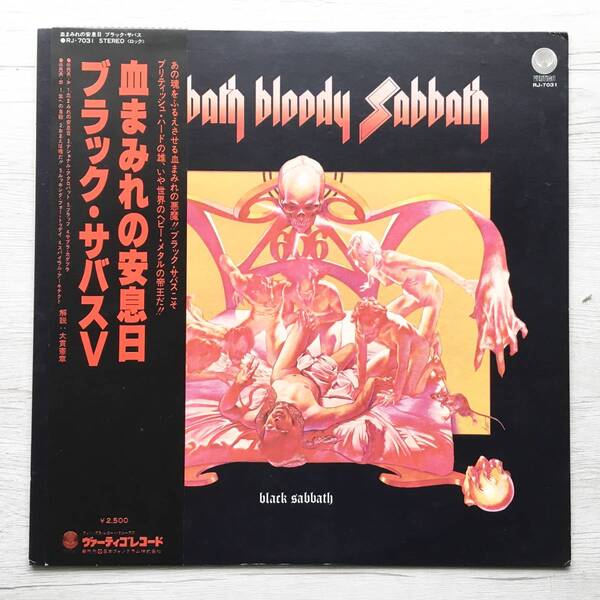 血まみれの安息日 ブラック・サバス
●RJ-7031 STEREO〈ロック〉
血まみれの安息日
ブラック・サバスV
あの魂をふるえさせる血まみれの悪魔!!ブラック・サバスこそ
ブリティッシュ・ハードの雄、いや世界のヘビー・メタルの帝王だ!!
解説:大貫憲章
¥2,500
ヴァーティゴレコード
bath bloody Sabbath
VERTIGO
RJ-7031
666
black sabbath